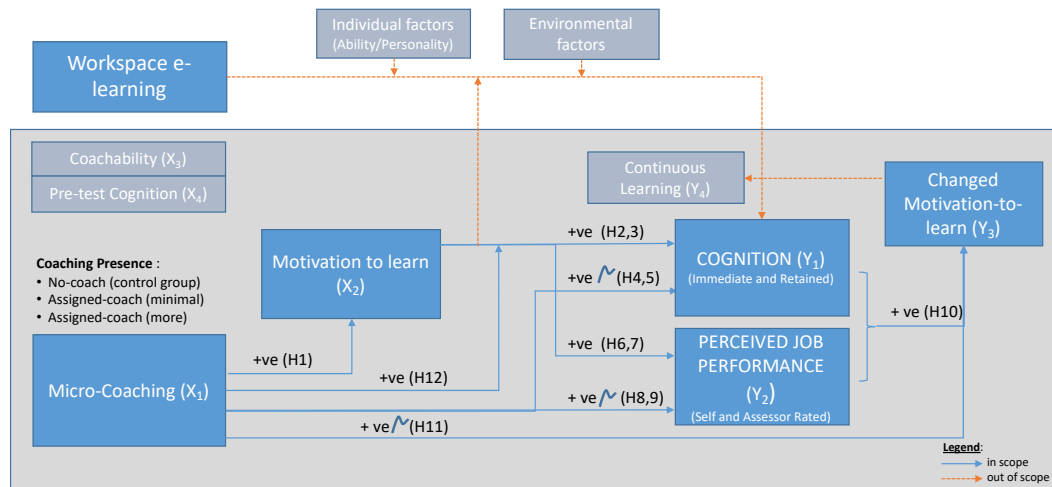 Individual factors
(Ability/Personality)
Environmental
factors
Workspace e-
learning
Coachability (X3)
Pre-test Cognition (X4)
Continuous
Learning (Y4)
Changed
Motivation-to-
learn (Y3)
Motivation to learn
(X2)
+ve (H2,3)
COGNITION (Y1)
(Immediate and Retained)
Coaching Presence :
• No-coach (control group)
• Assigned-coach (minimal)
• Assigned-coach (more)
+ve (H4,5)
+ ve (H10)
+ve (H6,7)
PERCEIVED JOB
PERFORMANCE
(Y2)
(Self and Assessor Rated)
+ve (H1)
+ve (H12)
Micro-Coaching (X1)
+ ve (H8,9)
+ ve (H11)
Legend:
in scope
out of scope